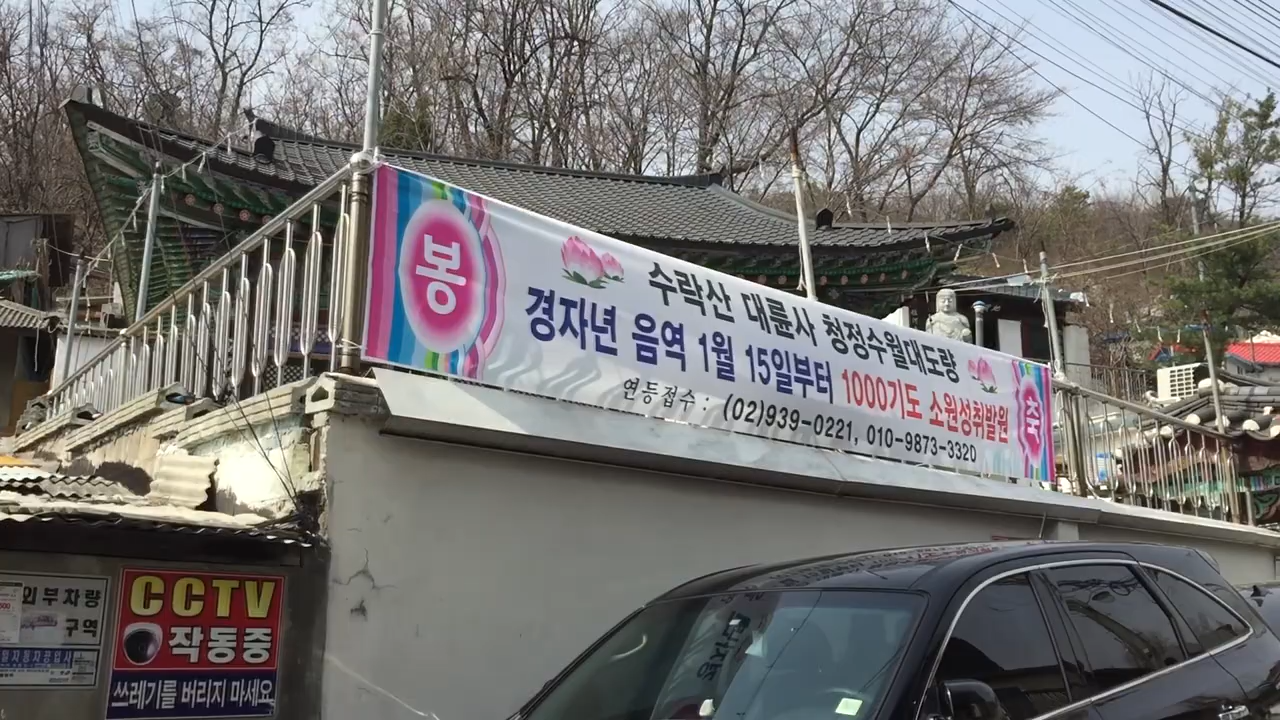 봉
수락산 대륜사 청정수월대도량
경자년 음역 1월 15일부터 1000기도 소원성취발원
연등접수 : (02)939-0221, 010-9873-3320
축
외부차량
구역
CCTV
작동중
쓰레기를 버리지 마세요